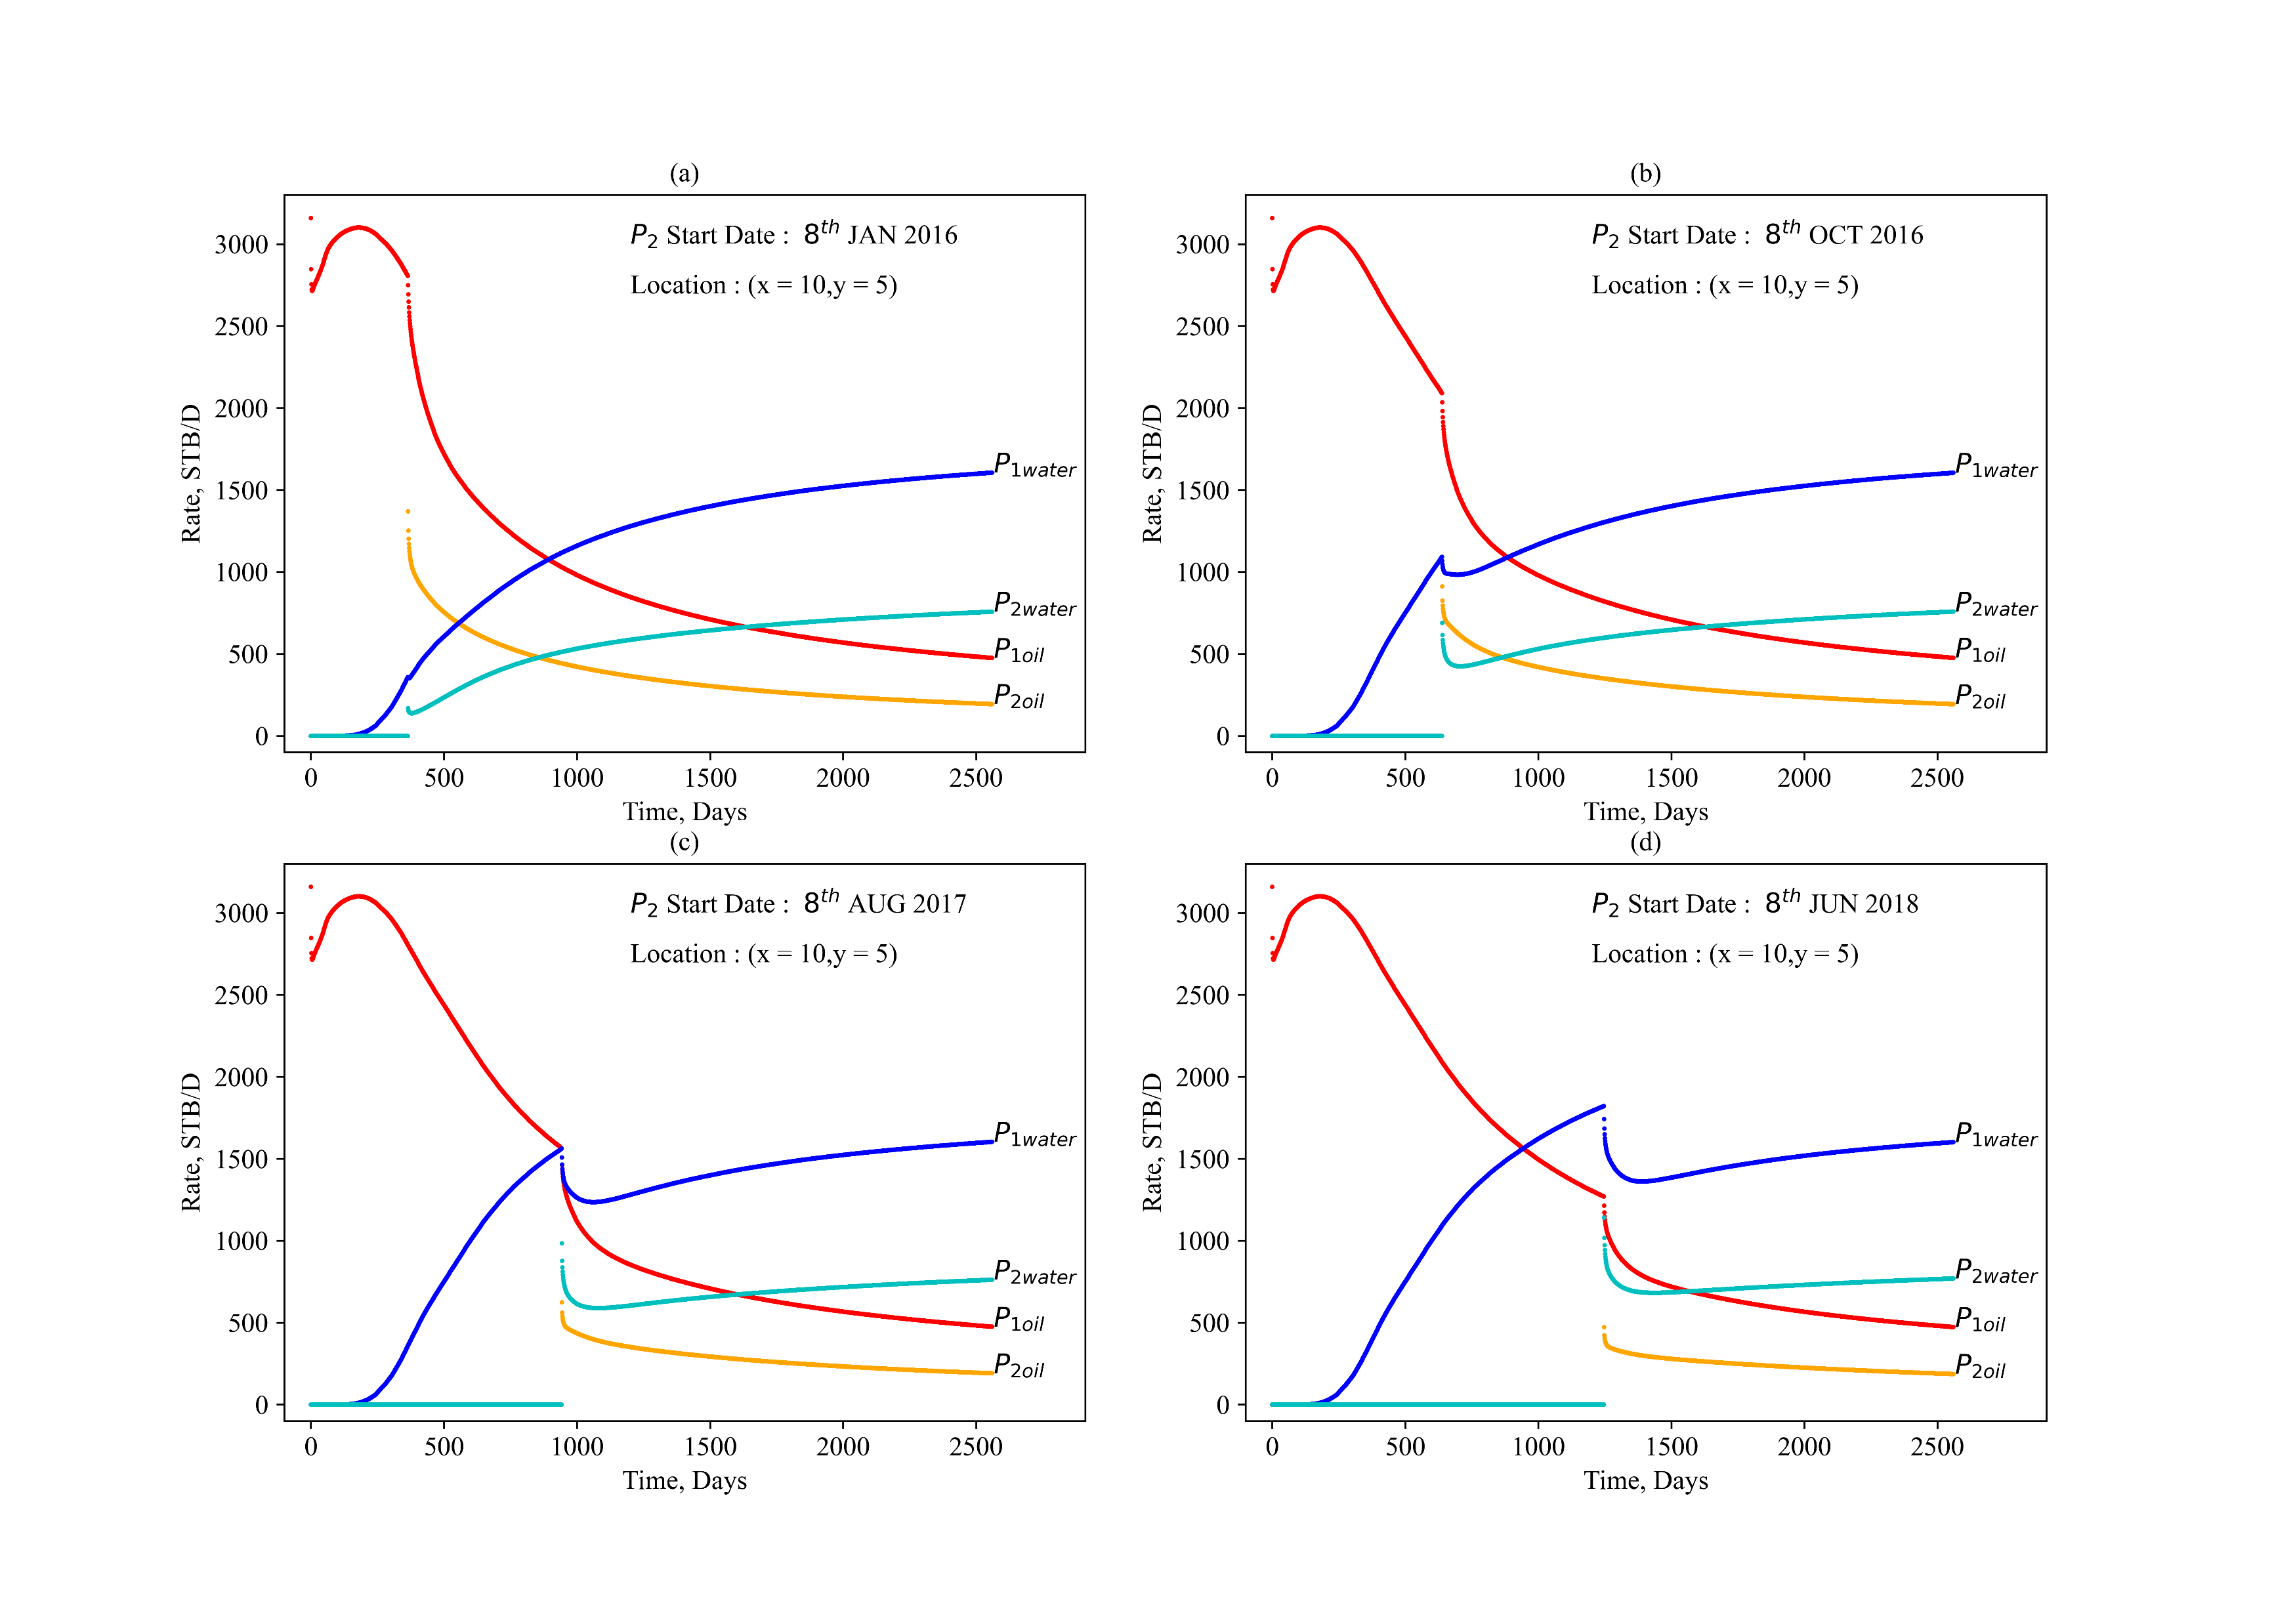 (a)
P2 Start Date : 8th JAN 2016
Location : (x = 10,y = 5)
Rate, STB/D
3000
2500
2000
1500
1000
500
0
P1water
P2water
P1oil
P2oil
0 500 1000 1500 2000 2500
Time, Days
(b)
P2 Start Date : 8th OCT 2016
Location : (x = 10,y = 5)
Rate, STB/D
3000
2500
2000
1500
1000
500
0
P1water
P2water
P1oil
P2oil
0 500 1000 1500 2000 2500
Time, Days
(c)
P2 Start Date : 8th AUG 2017
Location : (x = 10,y = 5)
Rate, STB/D
3000
2500
2000
1500
1000
500
0
P1water
P2water
P1oil
P2oil
0 500 1000 1500 2000 2500
Time, Days
(d)
P2 Start Date : 8th JUN 2018
Location : (x = 10,y = 5)
Rate, STB/D
3000
2500
2000
1500
1000
500
0
P1water
P2water
P1oil
P2oil
0 500 1000 1500 2000 2500
Time, Days